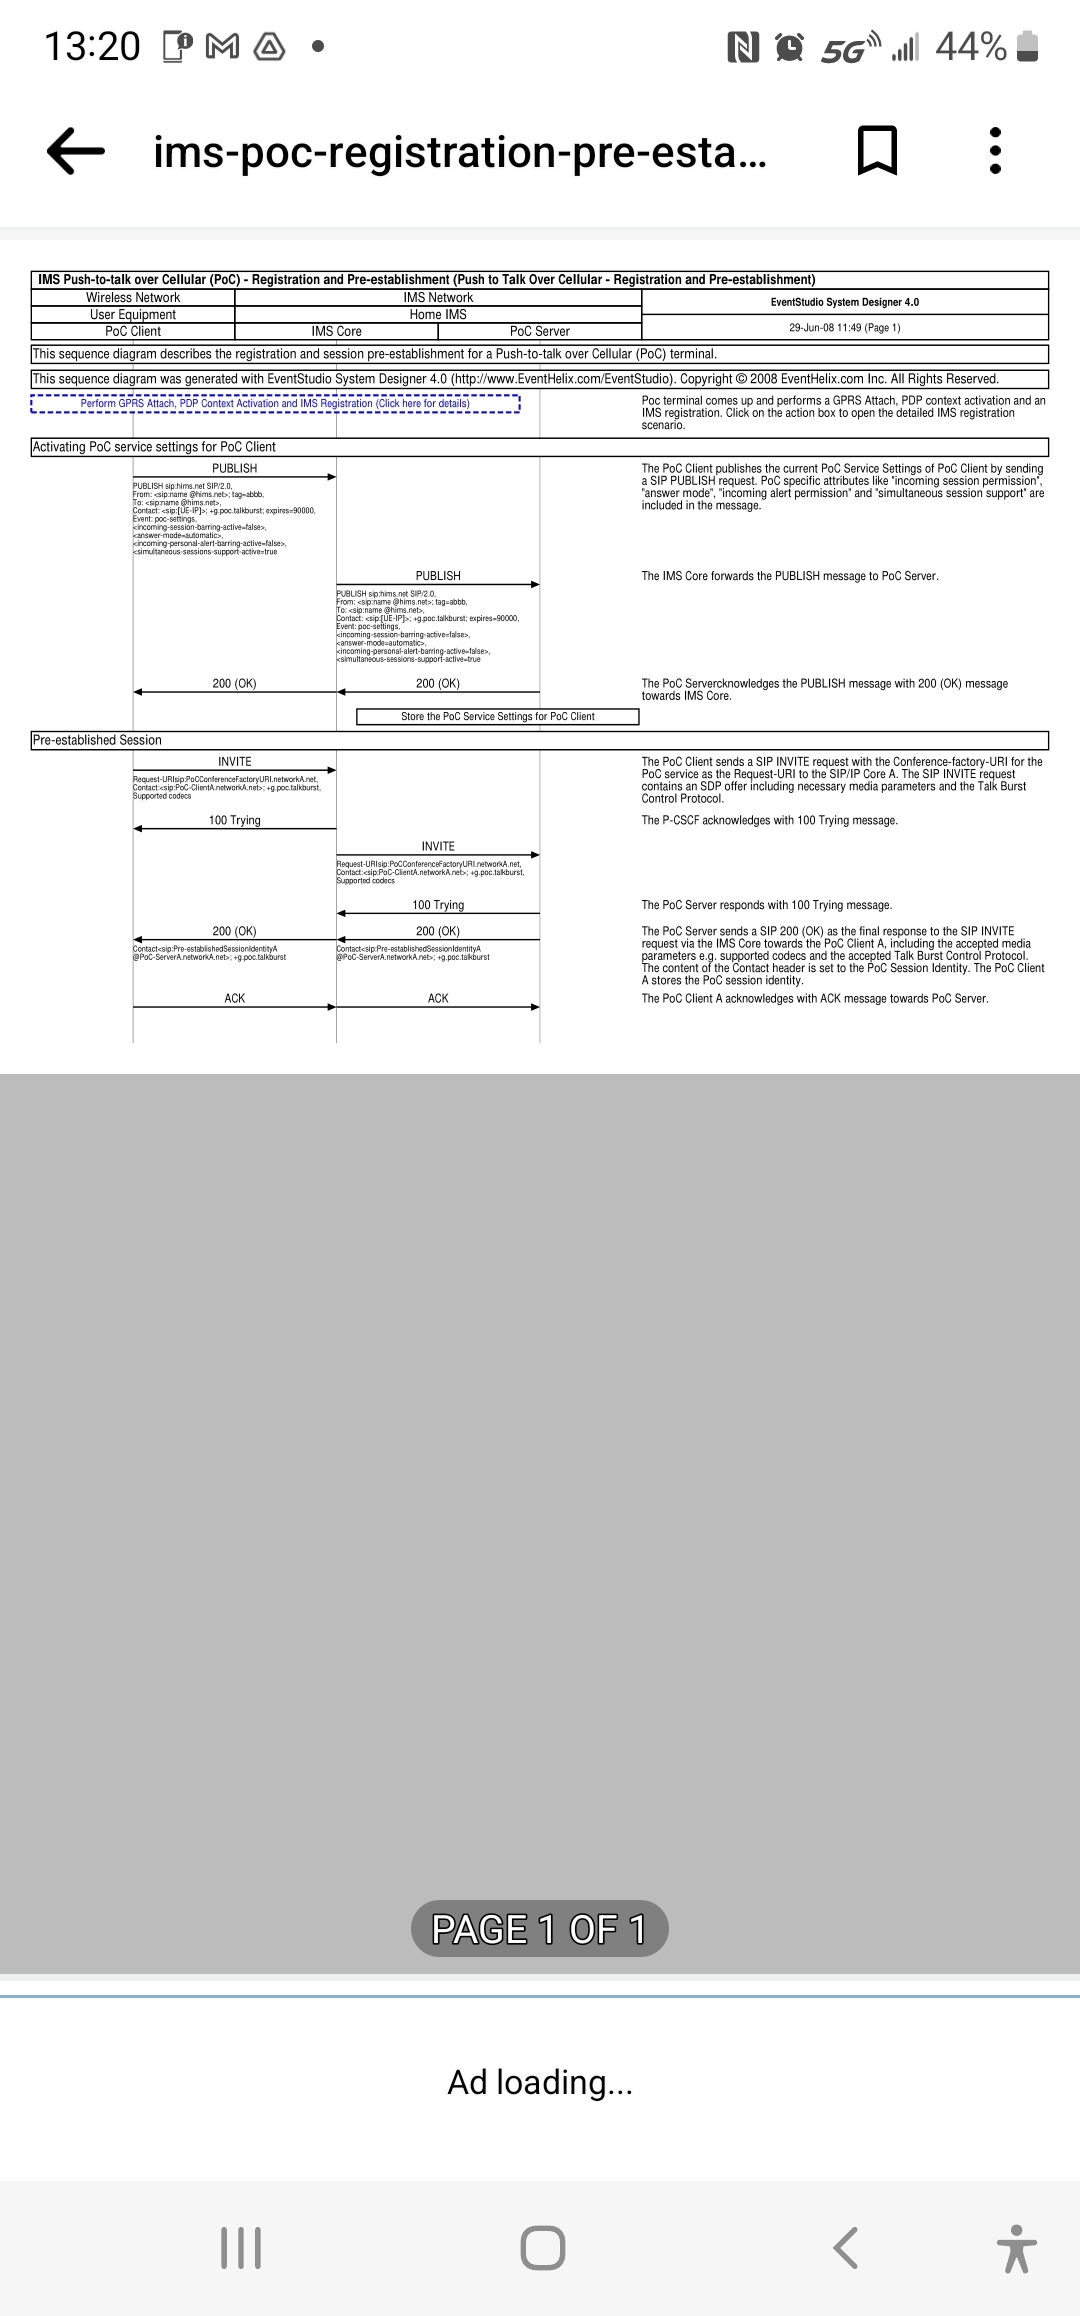 13:20
5G
44%
ims-poc-registration-pre-esta...
IMS Push-to-talk over Cellular (PoC) - Registration and Pre-establishment (Push to Talk Over Cellular - Registration and Pre-establishment)
Wireless Network
IMS Network
EventStudio System Designer 4.0
User Equipment
Home IMS
29-Jun-08 11:49 (Page 1)
PoC Client
IMS Core
PoC Server
This sequence diagram describes the registration and session pre-establishment for a Push-to-talk over Cellular (PoC) terminal.
This sequence diagram was generated with EventStudio System Designer 4.0 (http://www.EventHelix.com/EventStudio). Copyright © 2008 EventHelix.com Inc. All Rights Reserved.
Perform GPRS Attach, PDP Context Activation and IMS Registration (Click here for details)
Poc terminal comes up and performs a GPRS Attach, PDP context activation and an
IMS registration. Click on the action box to open the detailed IMS registration
scenario.
Activating PoC service settings for PoC Client
PUBLISH
PUBLISH sip:hims.net SIP/2.0,
From: <sip:name @hims.net>; tag=abbb,
To: <sip:name @hims.net>,
Contact: <sip:[UE-IP]>; +g.poc.talkburst; expires=90000,
Event: poc-settings,
<incoming-session-barring-active=false>,
<answer-mode=automatic>,
<incoming-personal-alert-barring-active=false>,
<simultaneous-sessions-support-active=true
The PoC Client publishes the current PoC Service Settings of PoC Client by sending
a SIP PUBLISH request. PoC specific attributes like "incoming session permission",
"answer mode", "incoming alert permission" and "simultaneous session support" are
included in the message.
PUBLISH
PUBLISH sip:hims.net SIP/2.0,
From: <sip:name @hims.net>; tag=abbb,
To: <sip:name @hims.net>,
Contact: <sip:[UE-IP]>; +g.poc.talkburst; expires=90000,
Event: poc-settings,
<incoming-session-barring-active=false>,
<answer-mode=automatic>,
<incoming-personal-alert-barring-active=false>,
<simultaneous-sessions-support-active=true
The IMS Core forwards the PUBLISH message to PoC Server.
200 (OK)
200 (OK)
The PoC Servercknowledges the PUBLISH message with 200 (OK) message
towards IMS Core.
Store the PoC Service Settings for PoC Client
Pre-established Session
INVITE
Request-URIsip:PoCConferenceFactoryURI.networkA.net,
Contact:<sip:PoC-ClientA.networkA.net>; +g.poc.talkburst,
Supported codecs
The PoC Client sends a SIP INVITE request with the Conference-factory-URI for the
PoC service as the Request-URI to the SIP/IP Core A. The SIP INVITE request
contains an SDP offer including necessary media parameters and the Talk Burst
Control Protocol.
100 Trying
The P-CSCF acknowledges with 100 Trying message.
INVITE
Request-URIsip:PoCConferenceFactoryURI.networkA.net,
Contact:<sip:PoC-ClientA.networkA.net>; +g.poc.talkburst,
Supported codecs
100 Trying
The PoC Server responds with 100 Trying message.
200 (OK)
200 (OK)
Contact<sip:Pre-establishedSessionIdentityA
@PoC-ServerA.networkA.net>; +g.poc.talkburst
Contact<sip:Pre-establishedSessionIdentityA
@PoC-ServerA.networkA.net>; +g.poc.talkburst
The PoC Server sends a SIP 200 (OK) as the final response to the SIP INVITE
request via the IMS Core towards the PoC Client A, including the accepted media
parameters e.g. supported codecs and the accepted Talk Burst Control Protocol.
The content of the Contact header is set to the PoC Session Identity. The PoC Client
A stores the PoC session identity.
ACK
ACK
The PoC Client A acknowledges with ACK message towards PoC Server.
PAGE 1 OF 1
Ad loading...